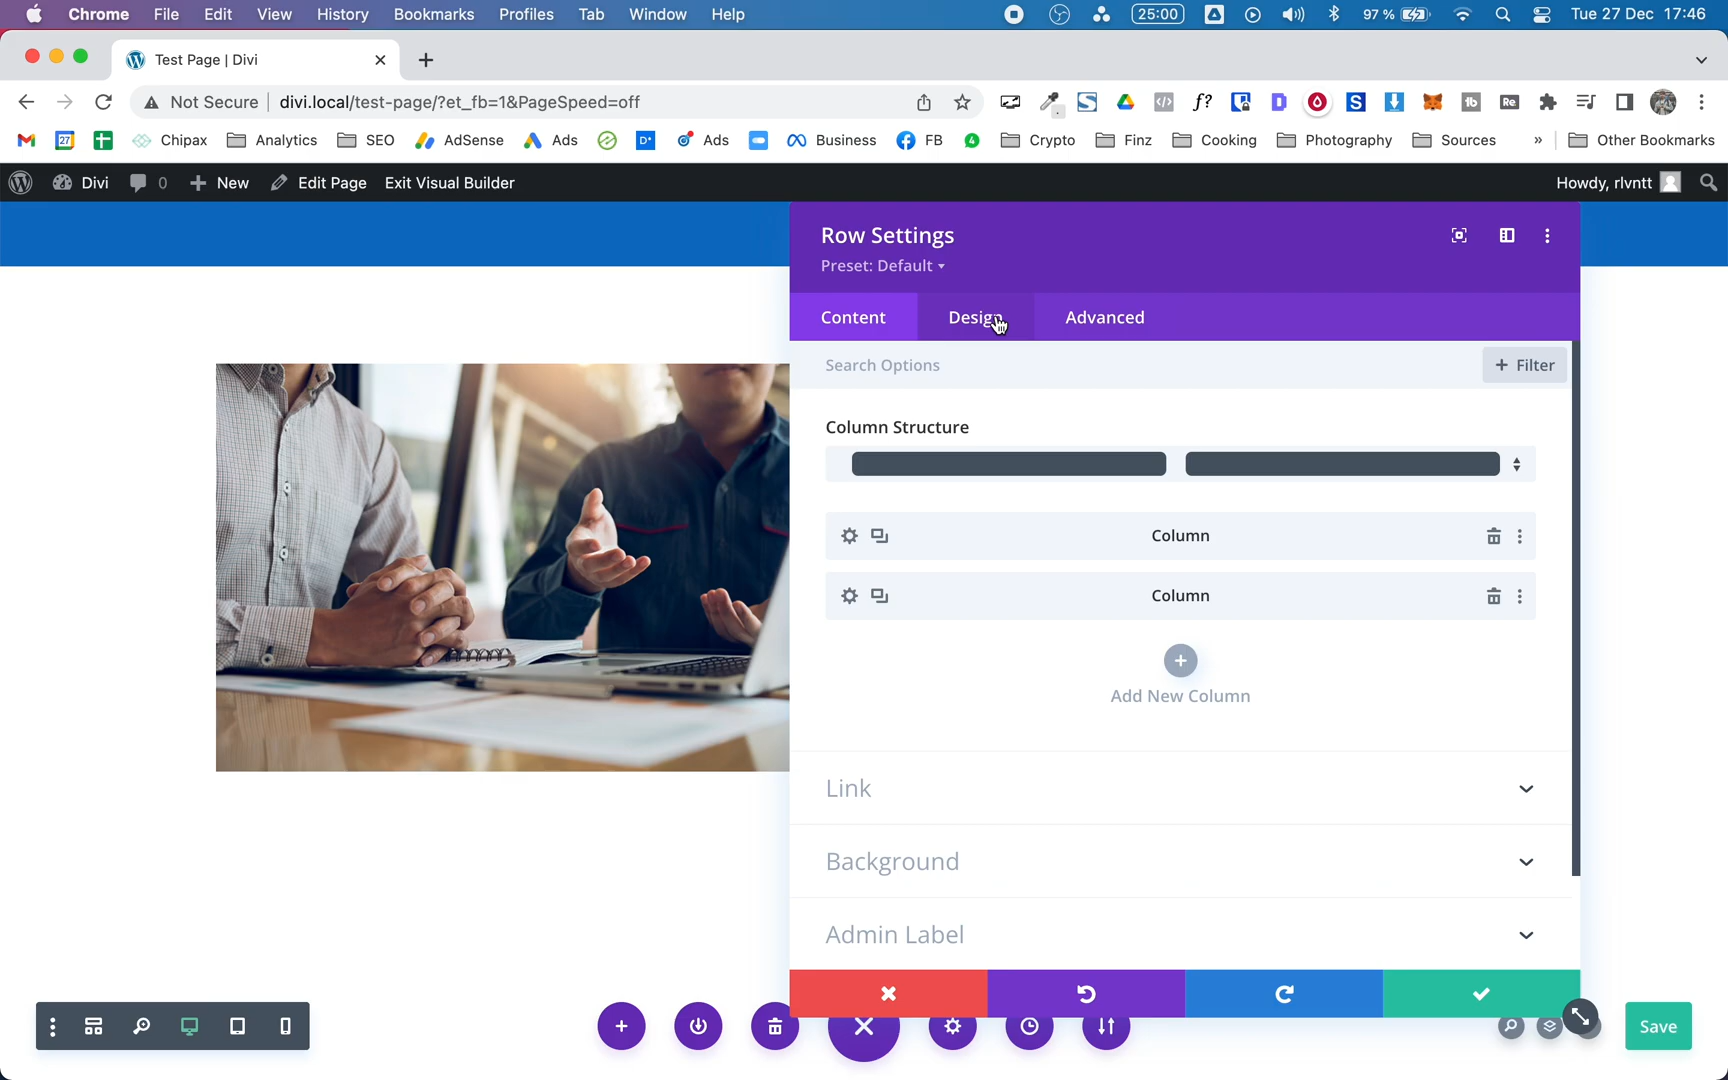 Chrome File Edit View History Bookmarks Profiles Tab Window Help 25:00 97 % Tue 27 Dec 17:46
Test Page | Divi
Not Secure divi.local/test-page/?et_fb=1&PageSpeed=off
Chipax Analytics SEO AdSense Ads Ads Business FB Crypto Finz Cooking Photography Sources » Other Bookmarks
Divi 0 New Edit Page Exit Visual Builder Howdy, rlvntt
Row Settings
Preset: Default
Content Design Advanced
Search Options + Filter
Column Structure
Column
Column
Add New Column
Link
Background
Admin Label
Save